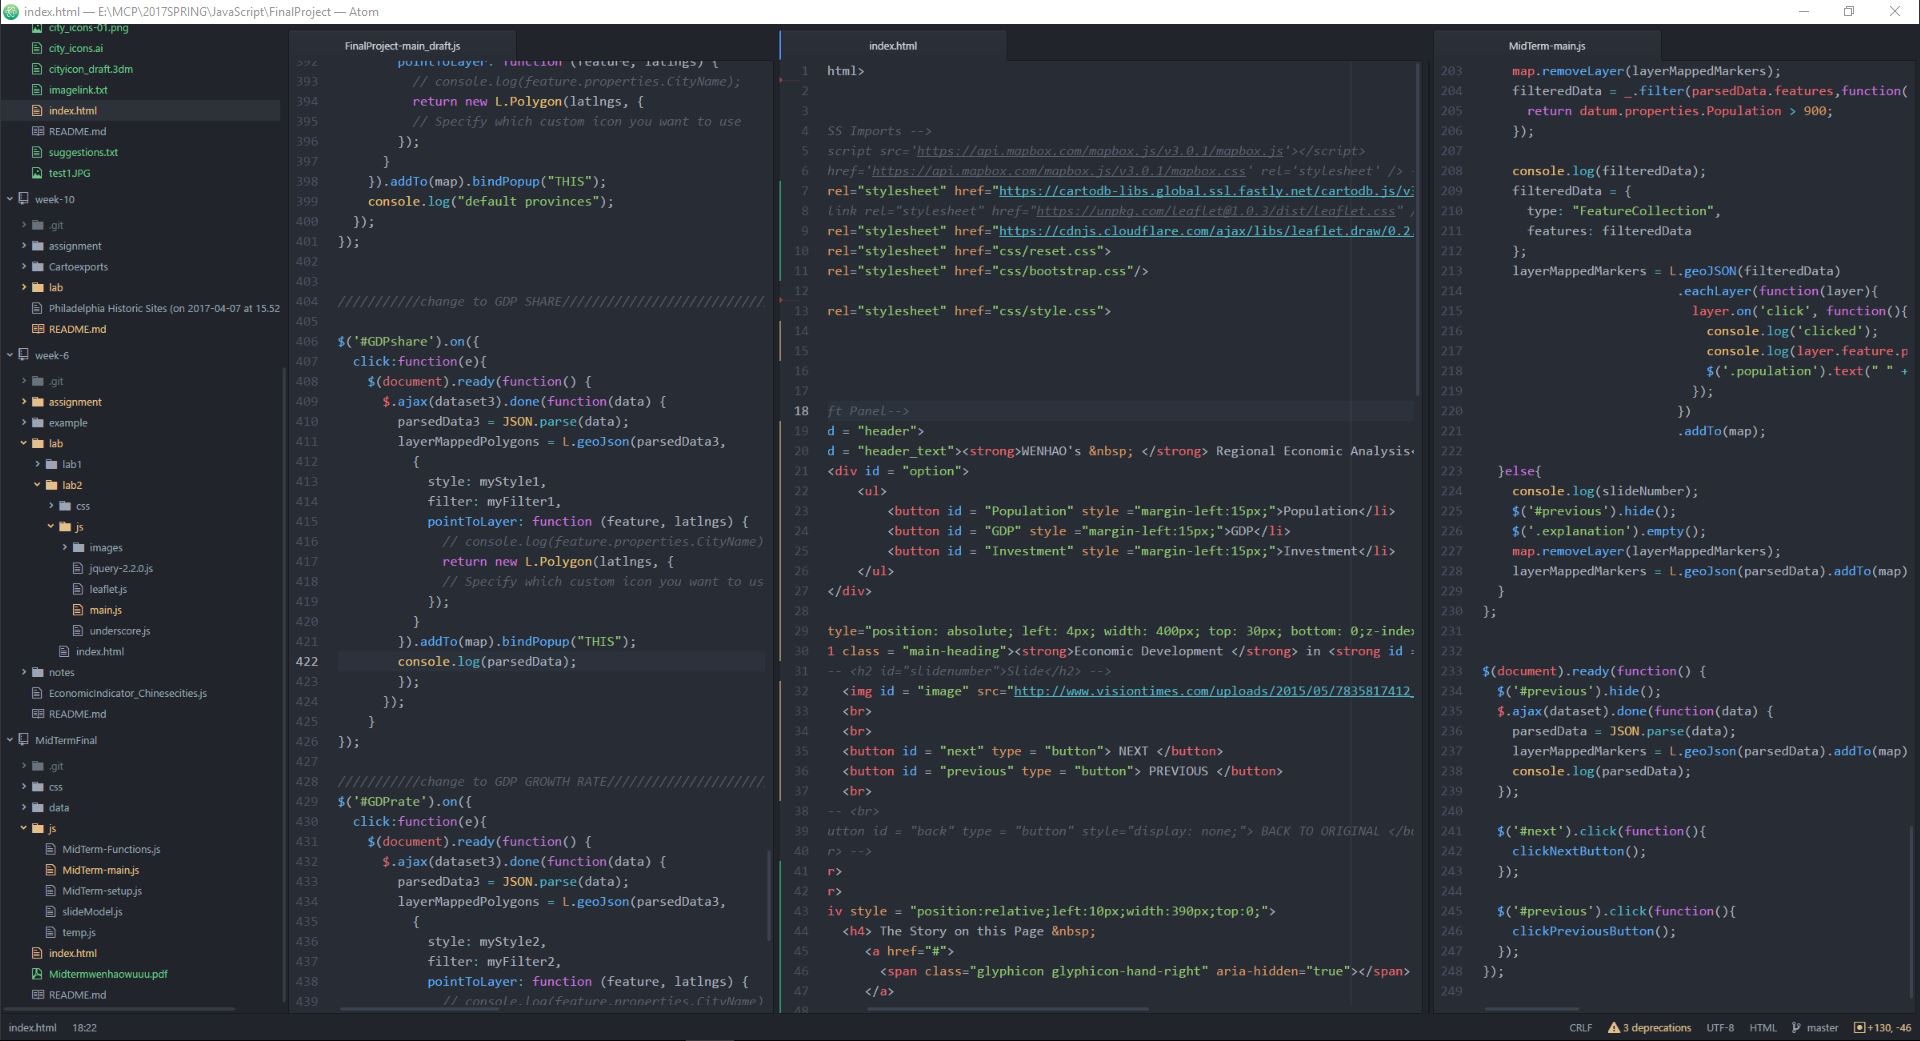 index.html — E:\MCP\2017SPRING\JavaScript\FinalProject — Atom
city_icons-01.png
city_icons.ai
cityicon_draft.3dm
imagelink.txt
index.html
README.md
suggestions.txt
test1.JPG
week-10
.git
assignment
Cartoexports
lab
Philadelphia Historic Sites (on 2017-04-07 at 15.52
README.md
week-6
.git
assignment
example
lab
lab1
lab2
css
js
images
jquery-2.2.0.js
leaflet.js
main.js
underscore.js
index.html
notes
EconomicIndicator_Chinesecities.js
README.md
MidTermFinal
.git
css
data
js
MidTerm-Functions.js
MidTerm-main.js
MidTerm-setup.js
slideModel.js
temp.js
index.html
Midtermwenhaowuuu.pdf
README.md
FinalProject-main_draft.js
392 pointToLayer: function (feature, latlngs) {
393 // console.log(feature.properties.CityName);
394 return new L.Polygon(latlngs, {
395 // Specify which custom icon you want to use
396 });
397 }
398 }).addTo(map).bindPopup("THIS");
399 console.log("default provinces");
400 });
401 });
402
403
404 ///////////change to GDP SHARE///////////////////////////
405
406 $('#GDPshare').on({
407 click:function(e){
408 $(document).ready(function() {
409 $.ajax(dataset3).done(function(data) {
410 parsedData3 = JSON.parse(data);
411 layerMappedPolygons = L.geoJson(parsedData3,
412 {
413 style: myStyle1,
414 filter: myFilter1,
415 pointToLayer: function (feature, latlngs) {
416 // console.log(feature.properties.CityName)
417 return new L.Polygon(latlngs, {
418 // Specify which custom icon you want to us
419 });
420 }
421 }).addTo(map).bindPopup("THIS");
422 console.log(parsedData);
423 });
424 });
425 }
426 });
427
428 ///////////change to GDP GROWTH RATE/////////////////////
429 $('#GDPrate').on({
430 click:function(e){
431 $(document).ready(function() {
432 $.ajax(dataset3).done(function(data) {
433 parsedData3 = JSON.parse(data);
434 layerMappedPolygons = L.geoJson(parsedData3,
435 {
436 style: myStyle2,
437 filter: myFilter2,
438 pointToLayer: function (feature, latlngs) {
439 // console.log(feature.properties.CityName)
index.html
1 html>
2
3
4 SS Imports -->
5 script src='https://api.mapbox.com/mapbox.js/v3.0.1/mapbox.js'></script>
6 href='https://api.mapbox.com/mapbox.js/v3.0.1/mapbox.css' rel='stylesheet' /> -
7 rel="stylesheet" href="https://cartodb-libs.global.ssl.fastly.net/cartodb.js/v3
8 link rel="stylesheet" href="https://unpkg.com/leaflet@1.0.3/dist/leaflet.css" /
9 rel="stylesheet" href="https://cdnjs.cloudflare.com/ajax/libs/leaflet.draw/0.2.
10 rel="stylesheet" href="css/reset.css">
11 rel="stylesheet" href="css/bootstrap.css"/>
12
13 rel="stylesheet" href="css/style.css">
14
15
16
17
18 ft Panel-->
19 d = "header">
20 d = "header_text"><strong>WENHAO's &nbsp; </strong> Regional Economic Analysis<
21 <div id = "option">
22 <ul>
23 <button id = "Population" style ="margin-left:15px;">Population</li>
24 <button id = "GDP" style ="margin-left:15px;">GDP</li>
25 <button id = "Investment" style ="margin-left:15px;">Investment</li>
26 </ul>
27 </div>
28
29 tyle="position: absolute; left: 4px; width: 400px; top: 30px; bottom: 0;z-index
30 1 class = "main-heading"><strong>Economic Development </strong> in <strong id =
31 -- <h2 id="slidenumber">Slide</h2> -->
32 <img id = "image" src="http://www.visiontimes.com/uploads/2015/05/7835817412_
33 <br>
34 <br>
35 <button id = "next" type = "button"> NEXT </button>
36 <button id = "previous" type = "button"> PREVIOUS </button>
37 <br>
38 -- <br>
39 utton id = "back" type = "button" style="display: none;"> BACK TO ORIGINAL </bu
40 r> -->
41 r>
42 r>
43 iv style = "position:relative;left:10px;width:390px;top:0;">
44 <h4> The Story on this Page &nbsp;
45 <a href="#">
46 <span class="glyphicon glyphicon-hand-right" aria-hidden="true"></span>
47 </a>
48
MidTerm-main.js
203 map.removeLayer(layerMappedMarkers);
204 filteredData = _.filter(parsedData.features,function(
205 return datum.properties.Population > 900;
206 });
207
208 console.log(filteredData);
209 filteredData = {
210 type: "FeatureCollection",
211 features: filteredData
212 };
213 layerMappedMarkers = L.geoJSON(filteredData)
214 .eachLayer(function(layer){
215 layer.on('click', function(){
216 console.log('clicked');
217 console.log(layer.feature.p
218 $('.population').text(" " +
219 });
220 })
221 .addTo(map);
222
223 }else{
224 console.log(slideNumber);
225 $('#previous').hide();
226 $('.explanation').empty();
227 map.removeLayer(layerMappedMarkers);
228 layerMappedMarkers = L.geoJson(parsedData).addTo(map)
229 }
230 };
231
232
233 $(document).ready(function() {
234 $('#previous').hide();
235 $.ajax(dataset).done(function(data) {
236 parsedData = JSON.parse(data);
237 layerMappedMarkers = L.geoJson(parsedData).addTo(map)
238 console.log(parsedData);
239 });
240
241 $('#next').click(function(){
242 clickNextButton();
243 });
244
245 $('#previous').click(function(){
246 clickPreviousButton();
247 });
248 });
249
index.html 18:22
CRLF 3 deprecations UTF-8 HTML master +130, -46